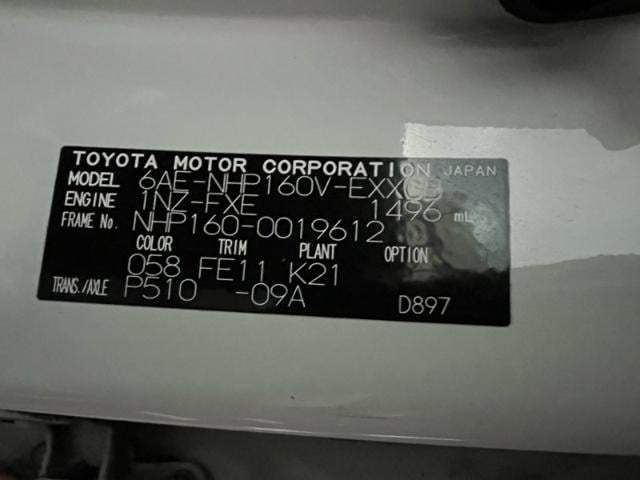 TOYOTA MOTOR CORPORATION JAPAN
MODEL 6AE-NHP160V-EXX
ENGINE 1NZ-FXE 1496 mL
FRAME No. NHP160-0019612
COLOR TRIM PLANT OPTION
058 FE11 K21
TRANS./AXLE P510 -09A D897